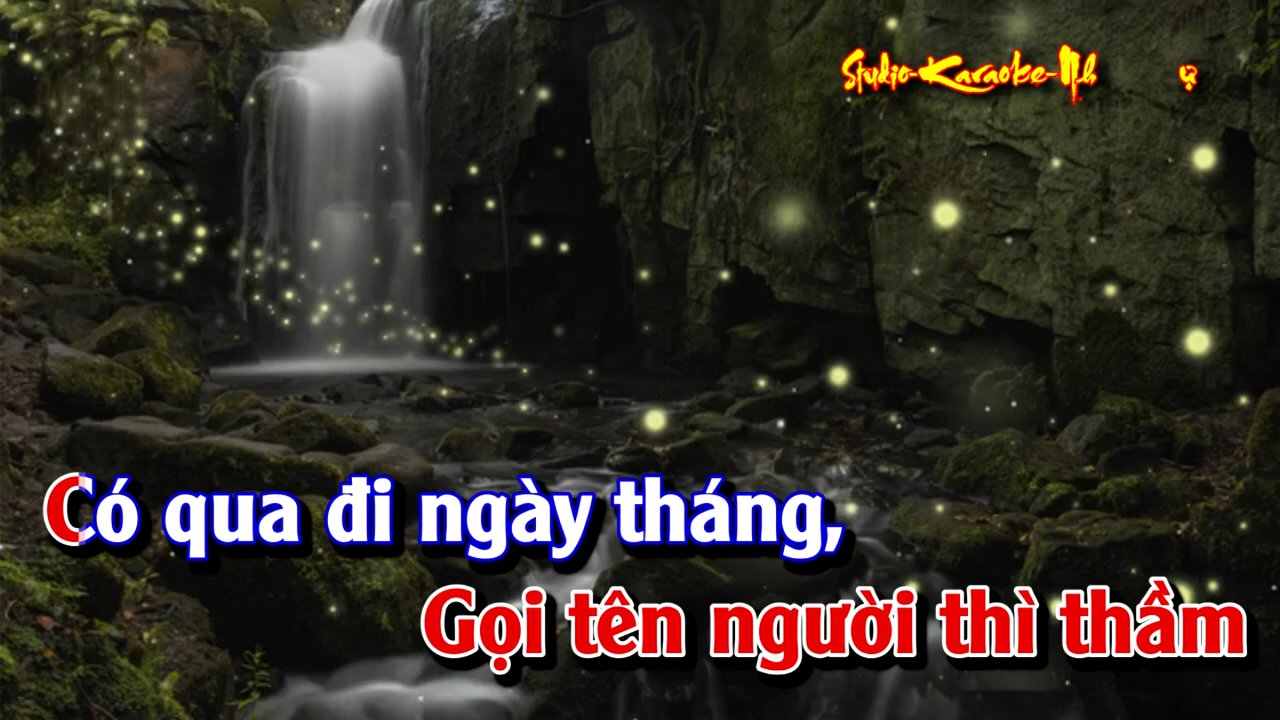 Studio-Karaoke-Nh
Có qua đi ngày tháng,
Gọi tên người thì thầm